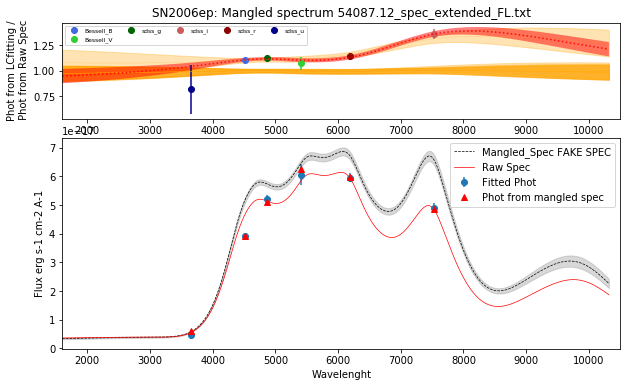 SN2006ep: Mangled spectrum 54087.12_spec_extended_FL.txt
Phot from LCfitting /
Phot from Raw Spec
Bessell_B
sdss_g
sdss_i
sdss_r
sdss_u
Bessell_V
1.25
1.00
0.75
2000 3000 4000 5000 6000 7000 8000 9000 10000
Flux erg s-1 cm-2 A-1
7
6
5
4
3
2
1
0
Mangled_Spec FAKE SPEC
Raw Spec
Fitted Phot
Phot from mangled spec
2000 3000 4000 5000 6000 7000 8000 9000 10000
Wavelenght